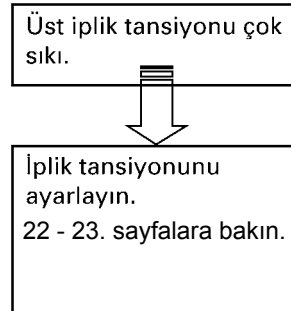 Üst iplik tansiyonu çok
sıkı.
İplik tansiyonunu
ayarlayın.
22 - 23. sayfalara bakın.